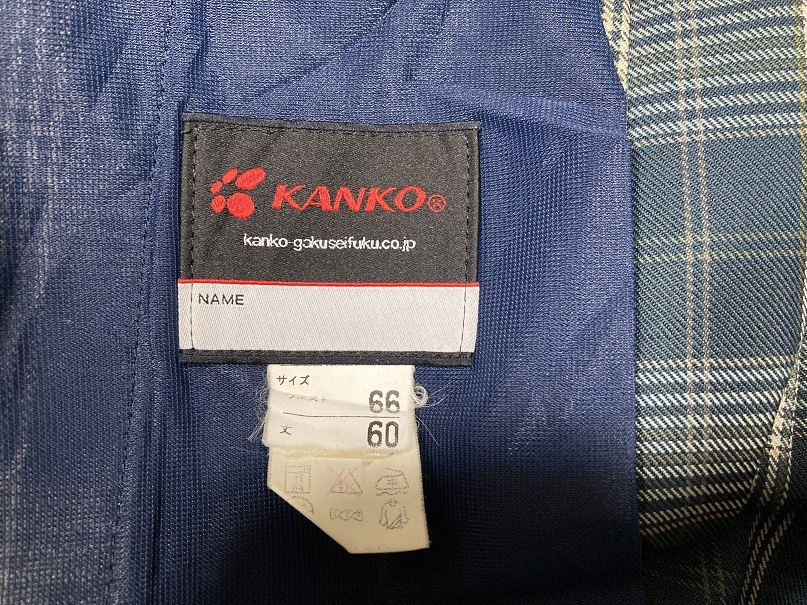 KANKO®
kanko-gakuseifuku.co.jp
NAME
サイズ
66
丈 60